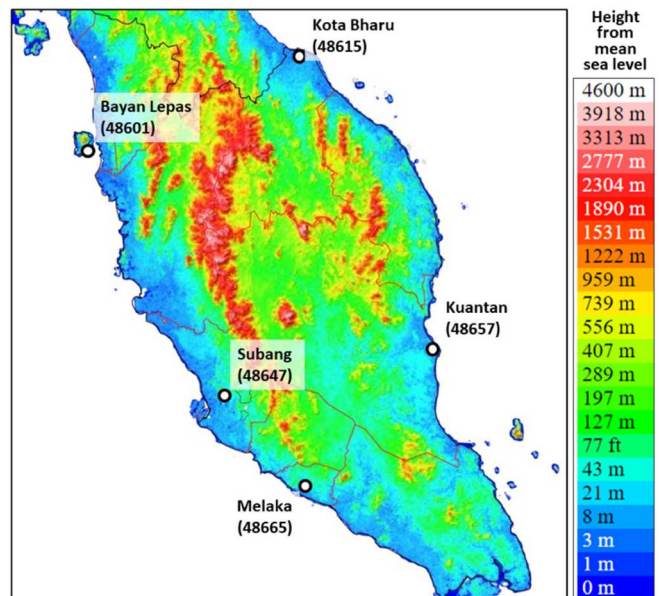 Kota Bharu
(48615)
Bayan Lepas
(48601)
Kuantan
(48657)
Subang
(48647)
Melaka
(48665)
Height
from
mean
sea level
4600 m
3918 m
3313 m
2777 m
2304 m
1890 m
1531 m
1222 m
959 m
739 m
556 m
407 m
289 m
197 m
127 m
77 ft
43 m
21 m
8 m
3 m
1 m
0 m